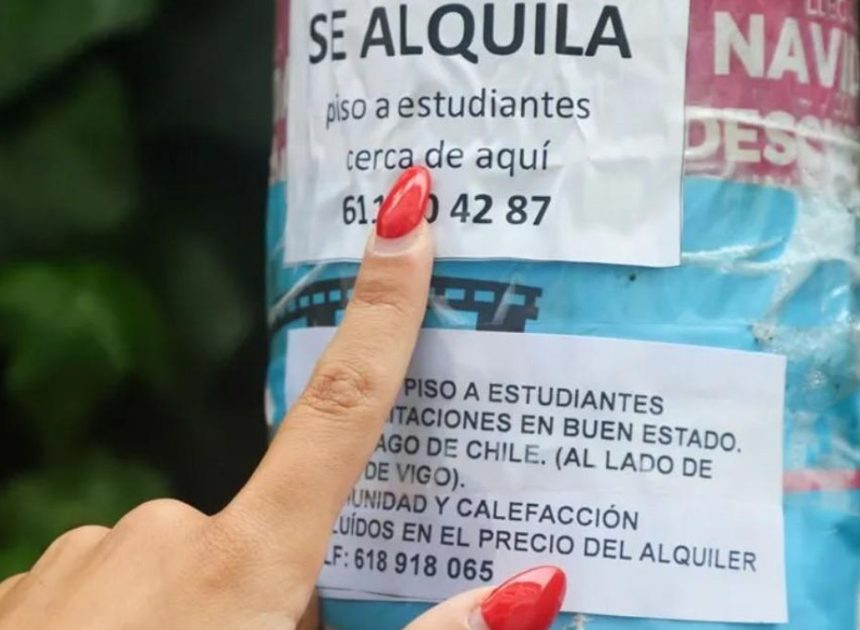 SE ALQUILA
piso a estudiantes
cerca de aquí
42 87
NAVI
DESC
PISO A ESTUDIANTES
ITACIONES EN BUEN ESTADO.
AGO DE CHILE. (AL LADO DE
DE VIGO).
UNIDAD Y CALEFACCIÓN
LUÍDOS EN EL PRECIO DEL ALQUILER
LF: 618 918 065